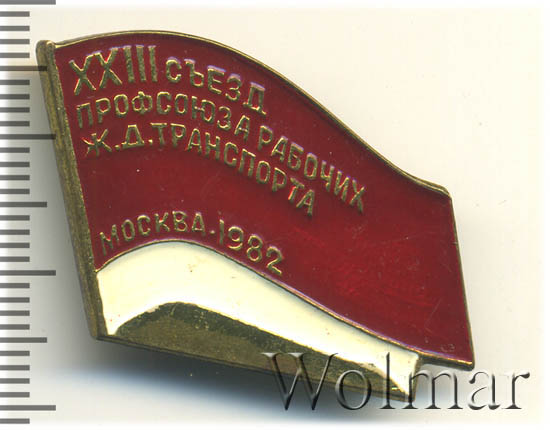 XXIII СЪЕЗД
ПРОФСОЮЗА РАБОЧИХ
Ж.Д.ТРАНСПОРТА
МОСКВА·1982
Wolmar